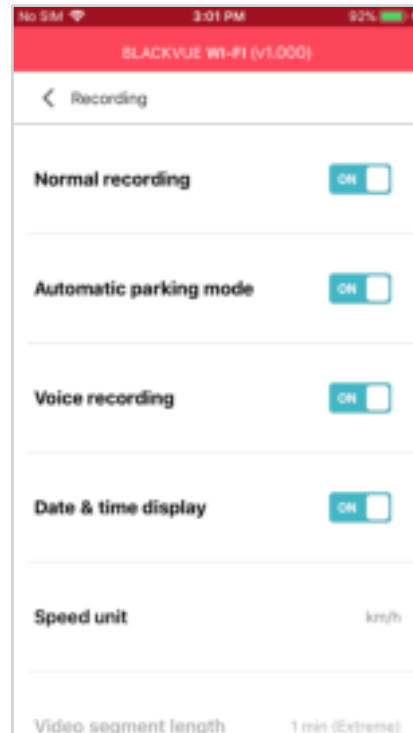 No SIM 3:01 PM 92%
BLACKVUE WI-FI (v1.000)
Recording
Normal recording ON
Automatic parking mode ON
Voice recording ON
Date & time display ON
Speed unit km/h
Video segment length 1 min (Extreme)